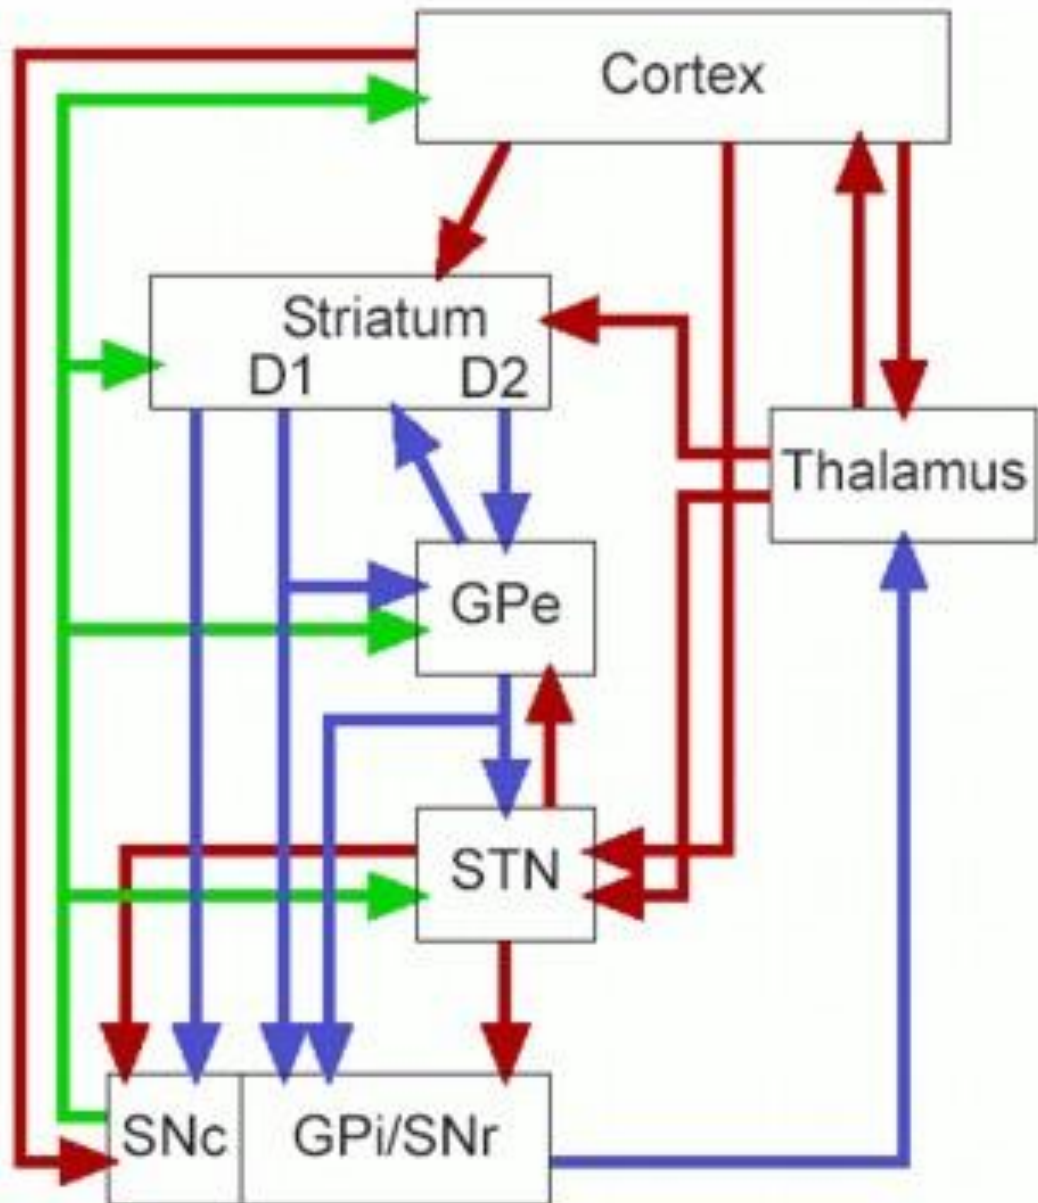 Cortex
Striatum
D1 D2
Thalamus
GPe
STN
SNc GPi/SNr